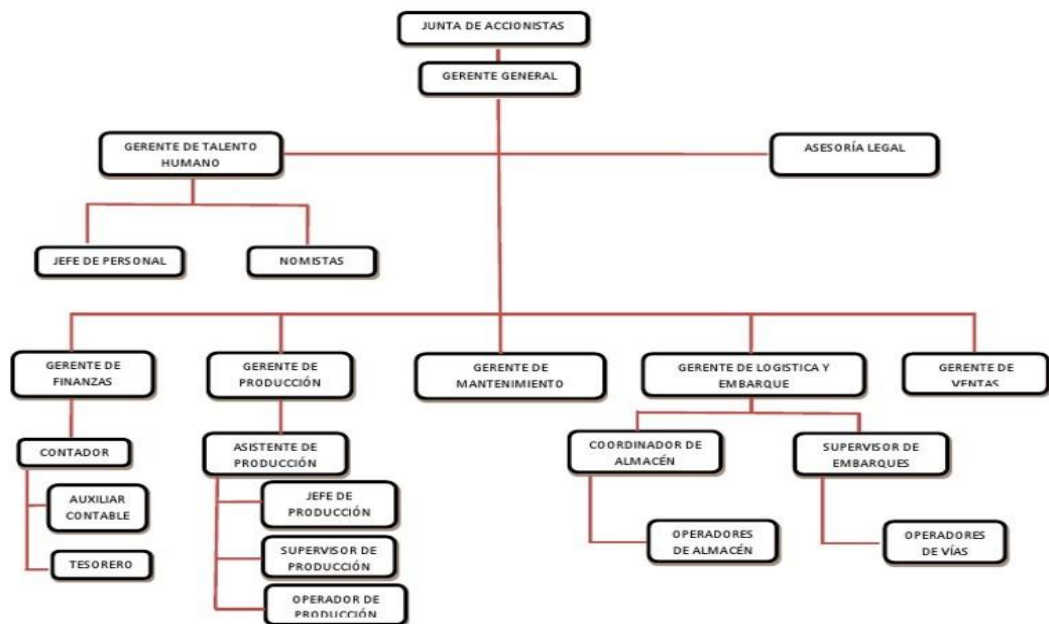 JUNTA DE ACCIONISTAS
GERENTE GENERAL
GERENTE DE TALENTO
HUMANO
ASESORÍA LEGAL
JEFE DE PERSONAL
NOMISTAS
GERENTE DE
FINANZAS
GERENTE DE
PRODUCCIÓN
GERENTE DE
MANTENIMIENTO
GERENTE DE LOGISTICA Y
EMBARQUE
GERENTE DE
VENTAS
CONTADOR
AUXILIAR
CONTABLE
TESORERO
ASISTENTE DE
PRODUCCIÓN
JEFE DE
PRODUCCIÓN
SUPERVISOR DE
PRODUCCIÓN
OPERADOR DE
PRODUCCIÓN
COORDINADOR DE
ALMACÉN
OPERADORES
DE ALMACÉN
SUPERVISOR DE
EMBARQUES
OPERADORES
DE VÍAS